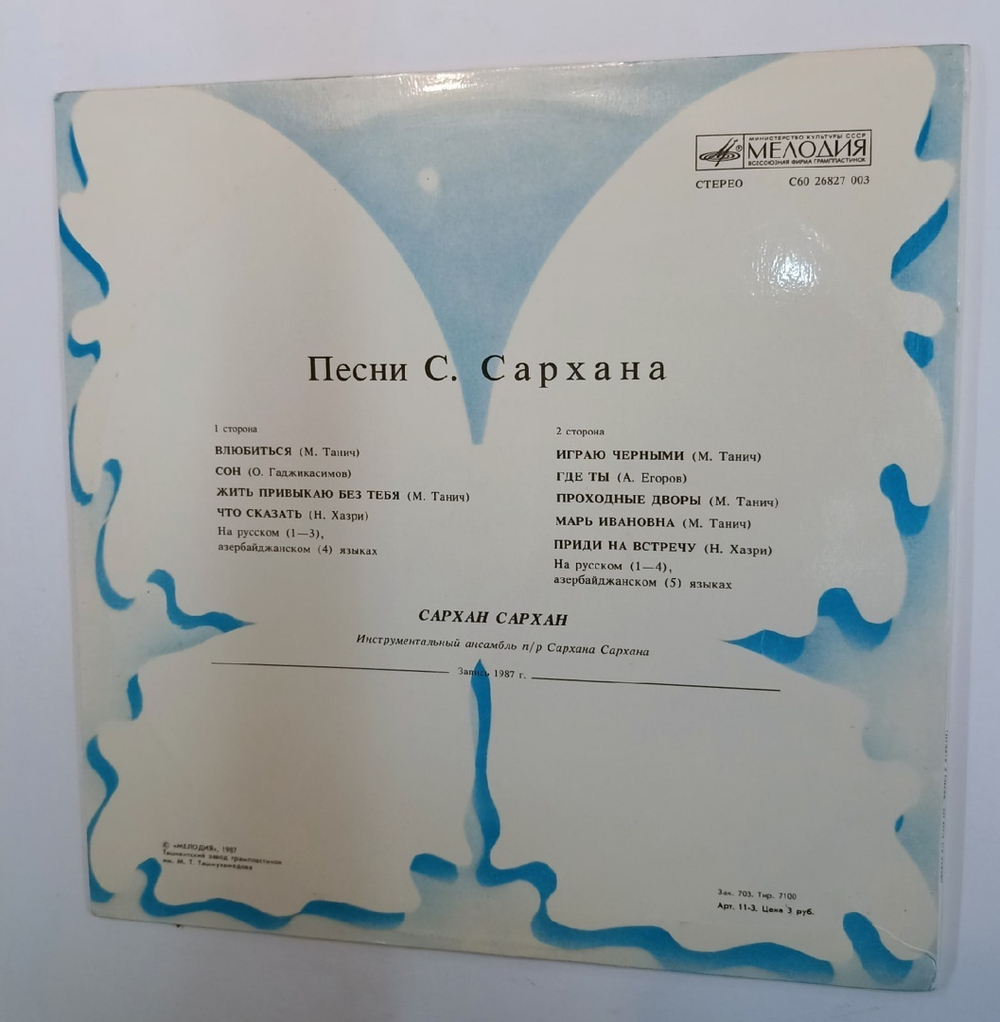 МИНИСТЕРСТВО КУЛЬТУРЫ СССР
МЕЛОДИЯ
ВСЕСОЮЗНАЯ ФИРМА ГРАМПЛАСТИНОК
СТЕРЕО С60 26827 003
Песни С. Сархана
1 сторона
ВЛЮБИТЬСЯ (М. Танич)
СОН (О. Гаджикасимов)
ЖИТЬ ПРИВЫКАЮ БЕЗ ТЕБЯ (М. Танич)
ЧТО СКАЗАТЬ (Н. Хазри)
На русском (1—3),
азербайджанском (4) языках
2 сторона
ИГРАЮ ЧЕРНЫМИ (М. Танич)
ГДЕ ТЫ (А. Егоров)
ПРОХОДНЫЕ ДВОРЫ (М. Танич)
МАРЬ ИВАНОВНА (М. Танич)
ПРИДИ НА ВСТРЕЧУ (Н. Хазри)
На русском (1—4),
азербайджанском (5) языках
САРХАН САРХАН
Инструментальный ансамбль п/р Сархана Сархана
Запись 1987 г.
© «МЕЛОДИЯ», 1987
Ташкентский завод грампластинок
им. М. Т. Ташмухамедова
Зак. 703. Тир. 7100
Арт. 11-3. Цена 3 руб.